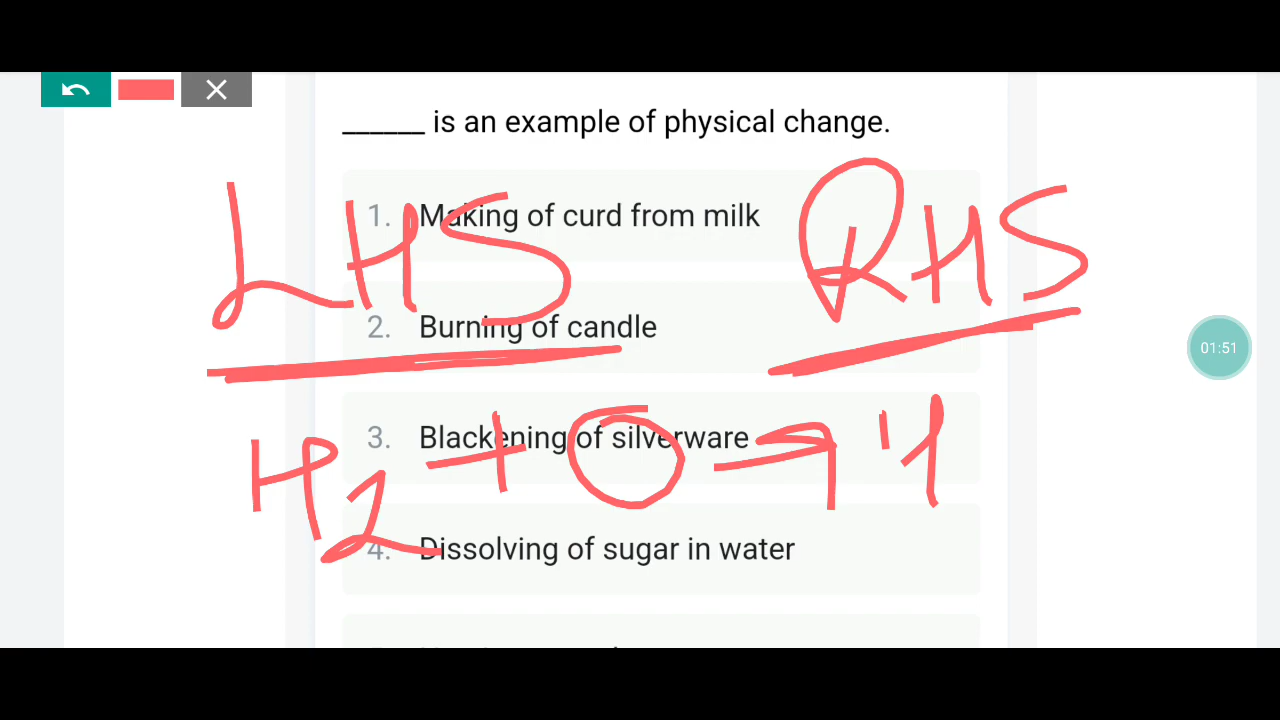 ______ is an example of physical change.
1. Making of curd from milk
LHS RHS
2. Burning of candle
01:51
3. Blackening of silverware
H2 + O →
4. Dissolving of sugar in water